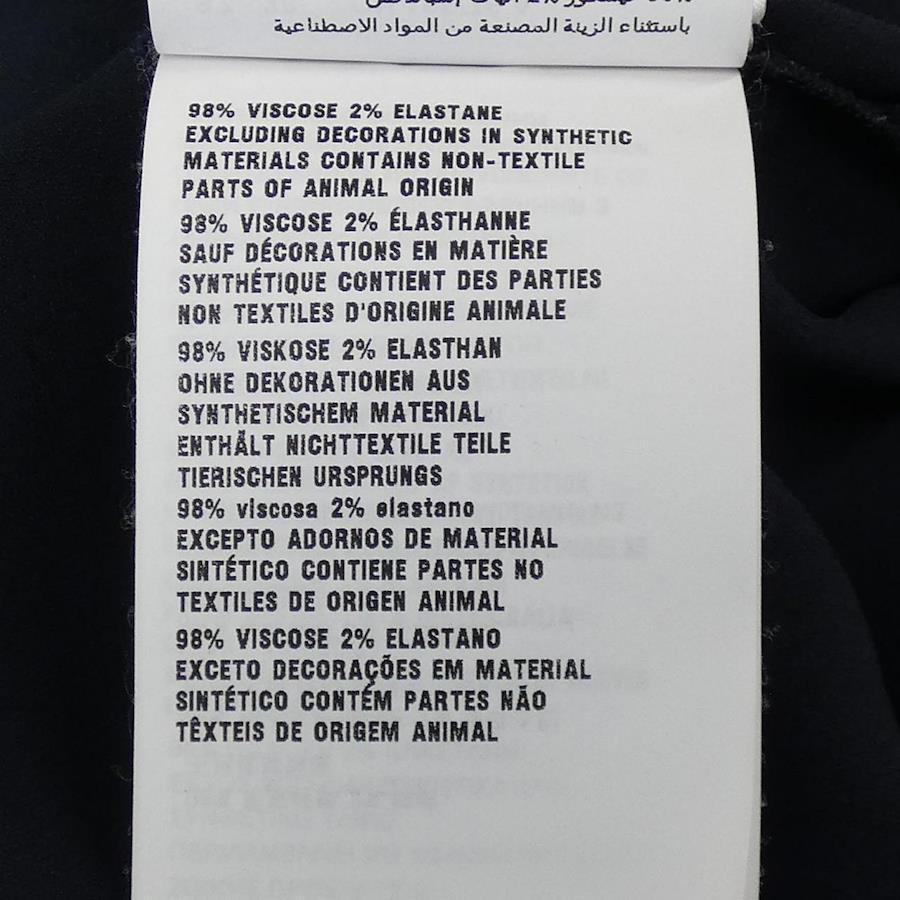 باستثناء الزينة المصنعة من المواد الاصطناعية
98% VISCOSE 2% ELASTANE
EXCLUDING DECORATIONS IN SYNTHETIC
MATERIALS CONTAINS NON-TEXTILE
PARTS OF ANIMAL ORIGIN
98% VISCOSE 2% ÉLASTHANNE
SAUF DÉCORATIONS EN MATIÈRE
SYNTHÉTIQUE CONTIENT DES PARTIES
NON TEXTILES D'ORIGINE ANIMALE
98% VISKOSE 2% ELASTHAN
OHNE DEKORATIONEN AUS
SYNTHETISCHEM MATERIAL
ENTHÄLT NICHTTEXTILE TEILE
TIERISCHEN URSPRUNGS
98% viscosa 2% elastano
EXCEPTO ADORNOS DE MATERIAL
SINTÉTICO CONTIENE PARTES NO
TEXTILES DE ORIGEN ANIMAL
98% VISCOSE 2% ELASTANO
EXCETO DECORAÇÕES EM MATERIAL
SINTÉTICO CONTÉM PARTES NÃO
TÊXTEIS DE ORIGEM ANIMAL